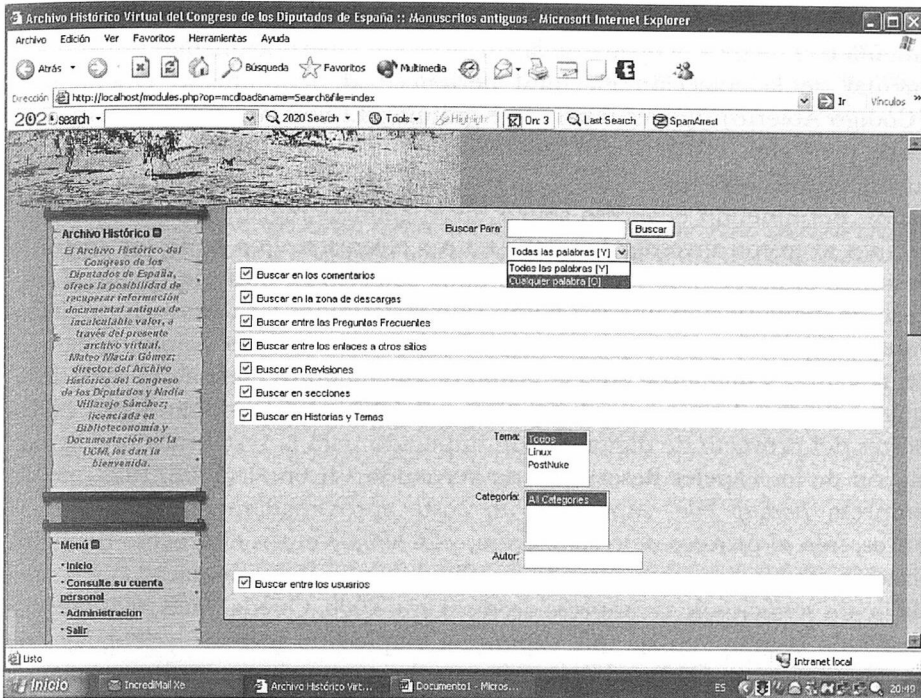 Archivo Histórico Virtual del Congreso de los Diputados de España :: Manuscritos antiguos - Microsoft Internet Explorer
Archivo Edición Ver Favoritos Herramientas Ayuda
Atrás Búsqueda Favoritos Multimedia
Dirección http://localhost/modules.php?op=modload&name=Search&file=index Ir Vínculos »
2020search 2020 Search Tools Highlight Last Search SpamArrest
Buscar Para: Buscar
Todas las palabras [Y]
Todas las palabras [Y]
Cualquier palabra [O]
Archivo Histórico
El Archivo Histórico del
Congreso de los
Diputados de España,
ofrece la posibilidad de
recuperar información
documental antigua de
incalculable valor, a
través del presente
archivo virtual.
Mateo Macía Gómez;
director del Archivo
Histórico del Congreso
de los Diputados y Nadia
Villarejo Sánchez;
licenciada en
Biblioteconomía y
Documentación por la
UCM, les dan la
bienvenida.
Buscar en los comentarios
Buscar en la zona de descargas
Buscar entre las Preguntas Frecuentes
Buscar entre los enlaces a otros sitios
Buscar en Revisiones
Buscar en secciones
Buscar en Historias y Temas
Tema: Todos
Linux
PostNuke
Categoría: All Categories
Autor:
Buscar entre los usuarios
Menú
Inicio
Consulte su cuenta
personal
Administracion
Salir
Listo Intranet local
Inicio IncrediMail Xe Archivo Histórico Virt... Documento1 - Micros... ES 20:49